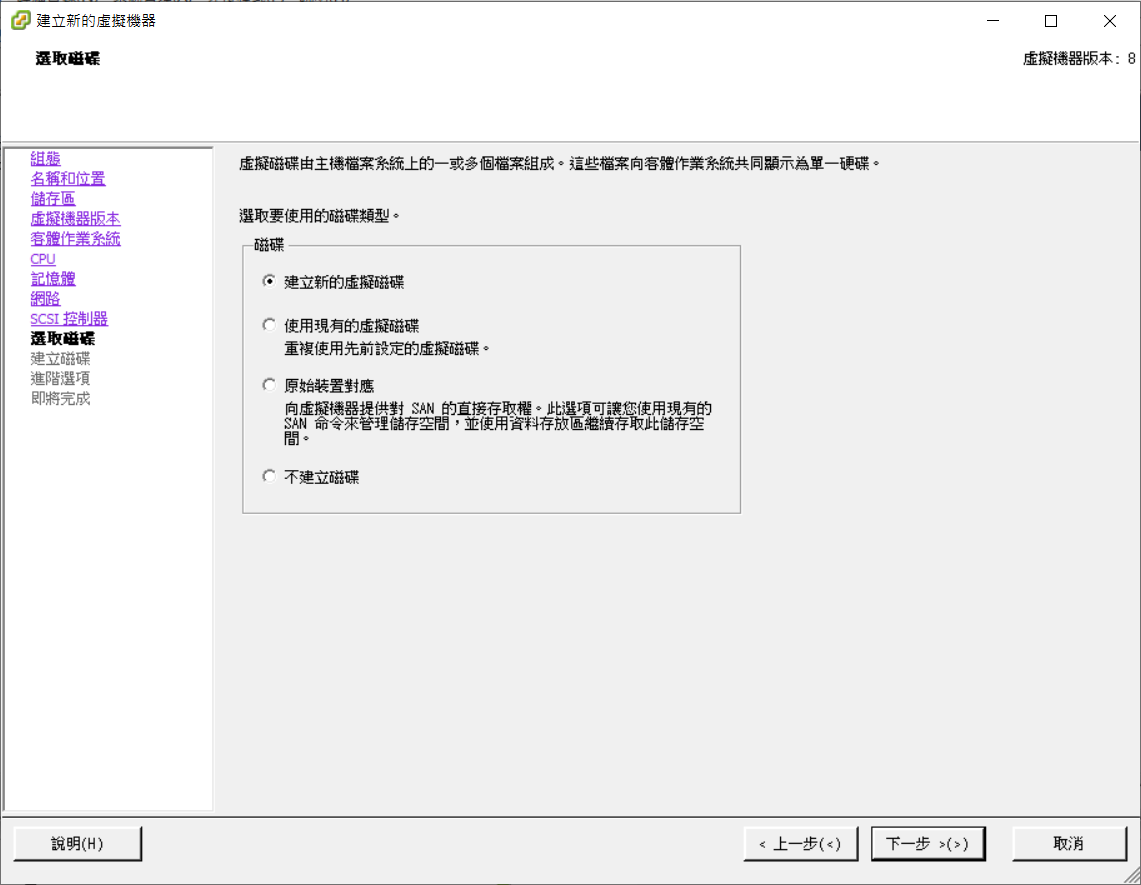 建立新的虛擬機器
選取磁碟
虛擬機器版本: 8
組態
名稱和位置
儲存區
虛擬機器版本
客體作業系統
CPU
記憶體
網路
SCSI 控制器
選取磁碟
建立磁碟
進階選項
即將完成
虛擬磁碟由主機檔案系統上的一或多個檔案組成。這些檔案向客體作業系統共同顯示為單一硬碟。
選取要使用的磁碟類型。
磁碟
建立新的虛擬磁碟
使用現有的虛擬磁碟
重複使用先前設定的虛擬磁碟。
原始裝置對應
向虛擬機器提供對 SAN 的直接存取權。此選項可讓您使用現有的
SAN 命令來管理儲存空間，並使用資料存放區繼續存取此儲存空
間。
不建立磁碟
說明(H)
< 上一步(<)
下一步 >(>)
取消